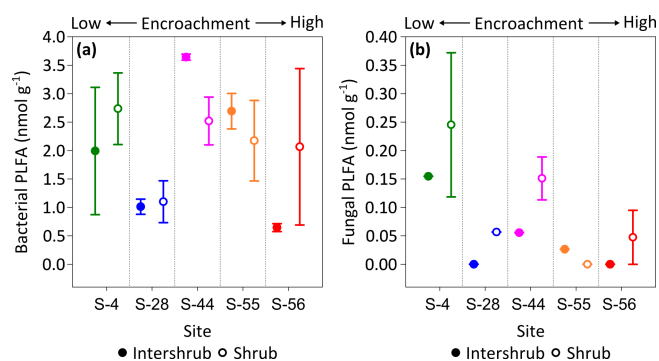 Low ← Encroachment → High
(a)
Bacterial PLFA (nmol g⁻¹)
4.0
3.5
3.0
2.5
2.0
1.5
1.0
0.5
0.0
S-4 S-28 S-44 S-55 S-56
Site
Intershrub Shrub
Low ← Encroachment → High
(b)
Fungal PLFA (nmol g⁻¹)
0.40
0.35
0.30
0.25
0.20
0.15
0.10
0.05
0.00
S-4 S-28 S-44 S-55 S-56
Site
Intershrub Shrub